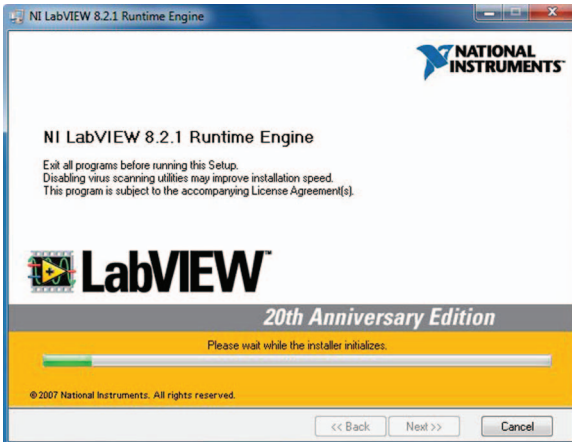 NI LabVIEW 8.2.1 Runtime Engine
NATIONAL
INSTRUMENTS™
NI LabVIEW 8.2.1 Runtime Engine
Exit all programs before running this Setup.
Disabling virus scanning utilities may improve installation speed.
This program is subject to the accompanying License Agreement(s).
LabVIEW™
20th Anniversary Edition
Please wait while the installer initializes.
© 2007 National Instruments. All rights reserved.
<< Back Next >> Cancel